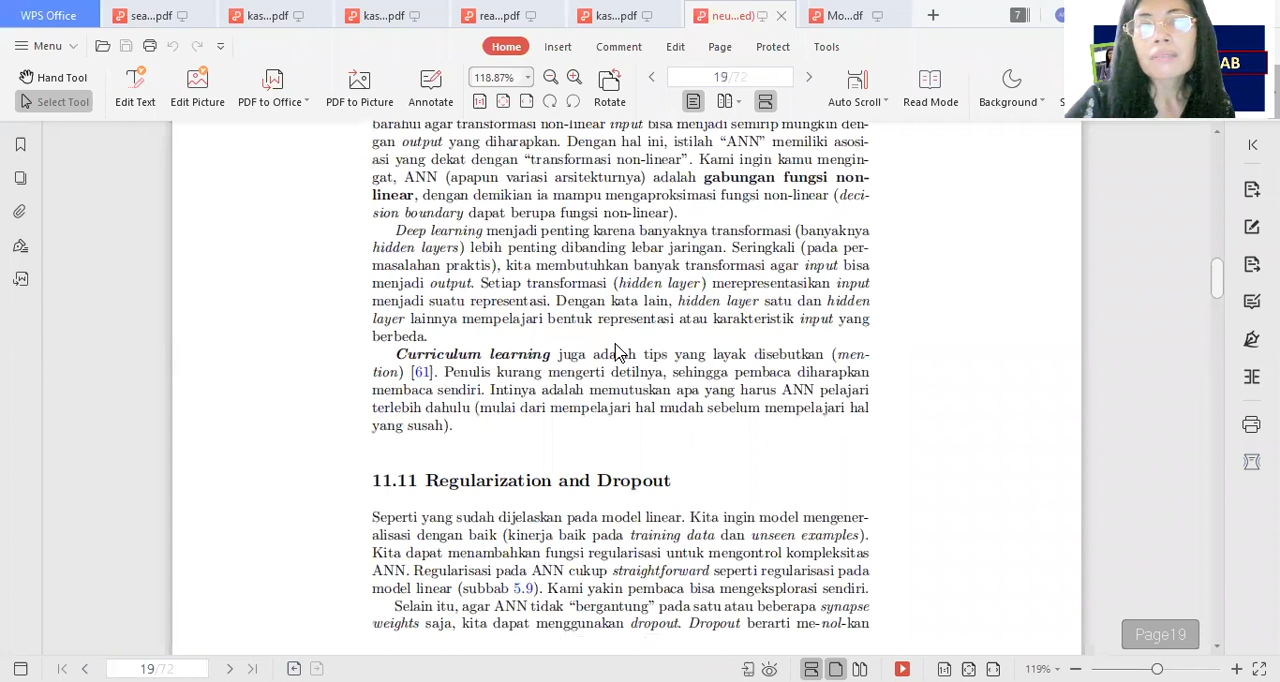 WPS Office
sea....pdf
kas....pdf
kas....pdf
rea....pdf
kas....pdf
neu...ed)
Mo...df
7
Menu
Home
Insert
Comment
Edit
Page
Protect
Tools
AB
Hand Tool
Select Tool
Edit Text
Edit Picture
PDF to Office
PDF to Picture
Annotate
118.87%
Rotate
19/72
Auto Scroll
Read Mode
Background
S
barahui agar transformasi non-linear input bisa menjadi semirip mungkin den-
gan output yang diharapkan. Dengan hal ini, istilah “ANN” memiliki asosi-
asi yang dekat dengan “transformasi non-linear”. Kami ingin kamu mengin-
gat, ANN (apapun variasi arsitekturnya) adalah gabungan fungsi non-
linear, dengan demikian ia mampu mengaproksimasi fungsi non-linear (deci-
sion boundary dapat berupa fungsi non-linear).
Deep learning menjadi penting karena banyaknya transformasi (banyaknya
hidden layers) lebih penting dibanding lebar jaringan. Seringkali (pada per-
masalahan praktis), kita membutuhkan banyak transformasi agar input bisa
menjadi output. Setiap transformasi (hidden layer) merepresentasikan input
menjadi suatu representasi. Dengan kata lain, hidden layer satu dan hidden
layer lainnya mempelajari bentuk representasi atau karakteristik input yang
berbeda.
Curriculum learning juga adalah tips yang layak disebutkan (men-
tion) [61]. Penulis kurang mengerti detilnya, sehingga pembaca diharapkan
membaca sendiri. Intinya adalah memutuskan apa yang harus ANN pelajari
terlebih dahulu (mulai dari mempelajari hal mudah sebelum mempelajari hal
yang susah).
11.11 Regularization and Dropout
Seperti yang sudah dijelaskan pada model linear. Kita ingin model mengener-
alisasi dengan baik (kinerja baik pada training data dan unseen examples).
Kita dapat menambahkan fungsi regularisasi untuk mengontrol kompleksitas
ANN. Regularisasi pada ANN cukup straightforward seperti regularisasi pada
model linear (subbab 5.9). Kami yakin pembaca bisa mengeksplorasi sendiri.
Selain itu, agar ANN tidak “bergantung” pada satu atau beberapa synapse
weights saja, kita dapat menggunakan dropout. Dropout berarti me-nol-kan
Page19
19/72
119%